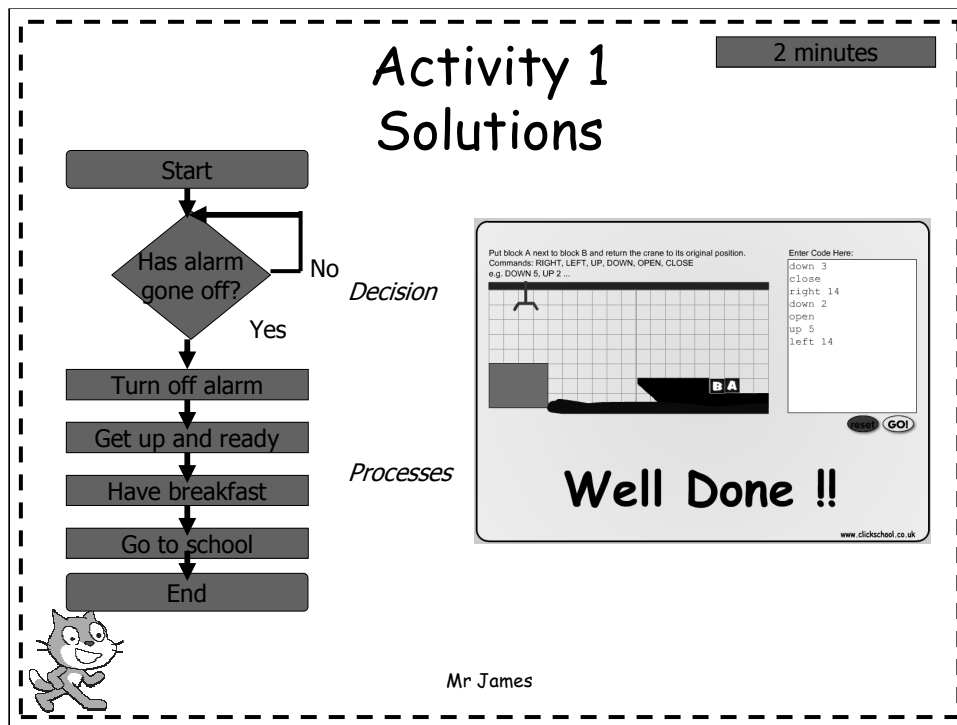 Activity 1
Solutions
2 minutes
Start
Has alarm
gone off?
No
Yes
Decision
Turn off alarm
Get up and ready
Have breakfast
Go to school
End
Processes
Put block A next to block B and return the crane to its original position.
Commands: RIGHT, LEFT, UP, DOWN, OPEN, CLOSE
e.g. DOWN 5, UP 2 ...
B A
Enter Code Here:
down 3
close
right 14
down 2
open
up 5
left 14
reset GO!
Well Done !!
www.clickschool.co.uk
Mr James